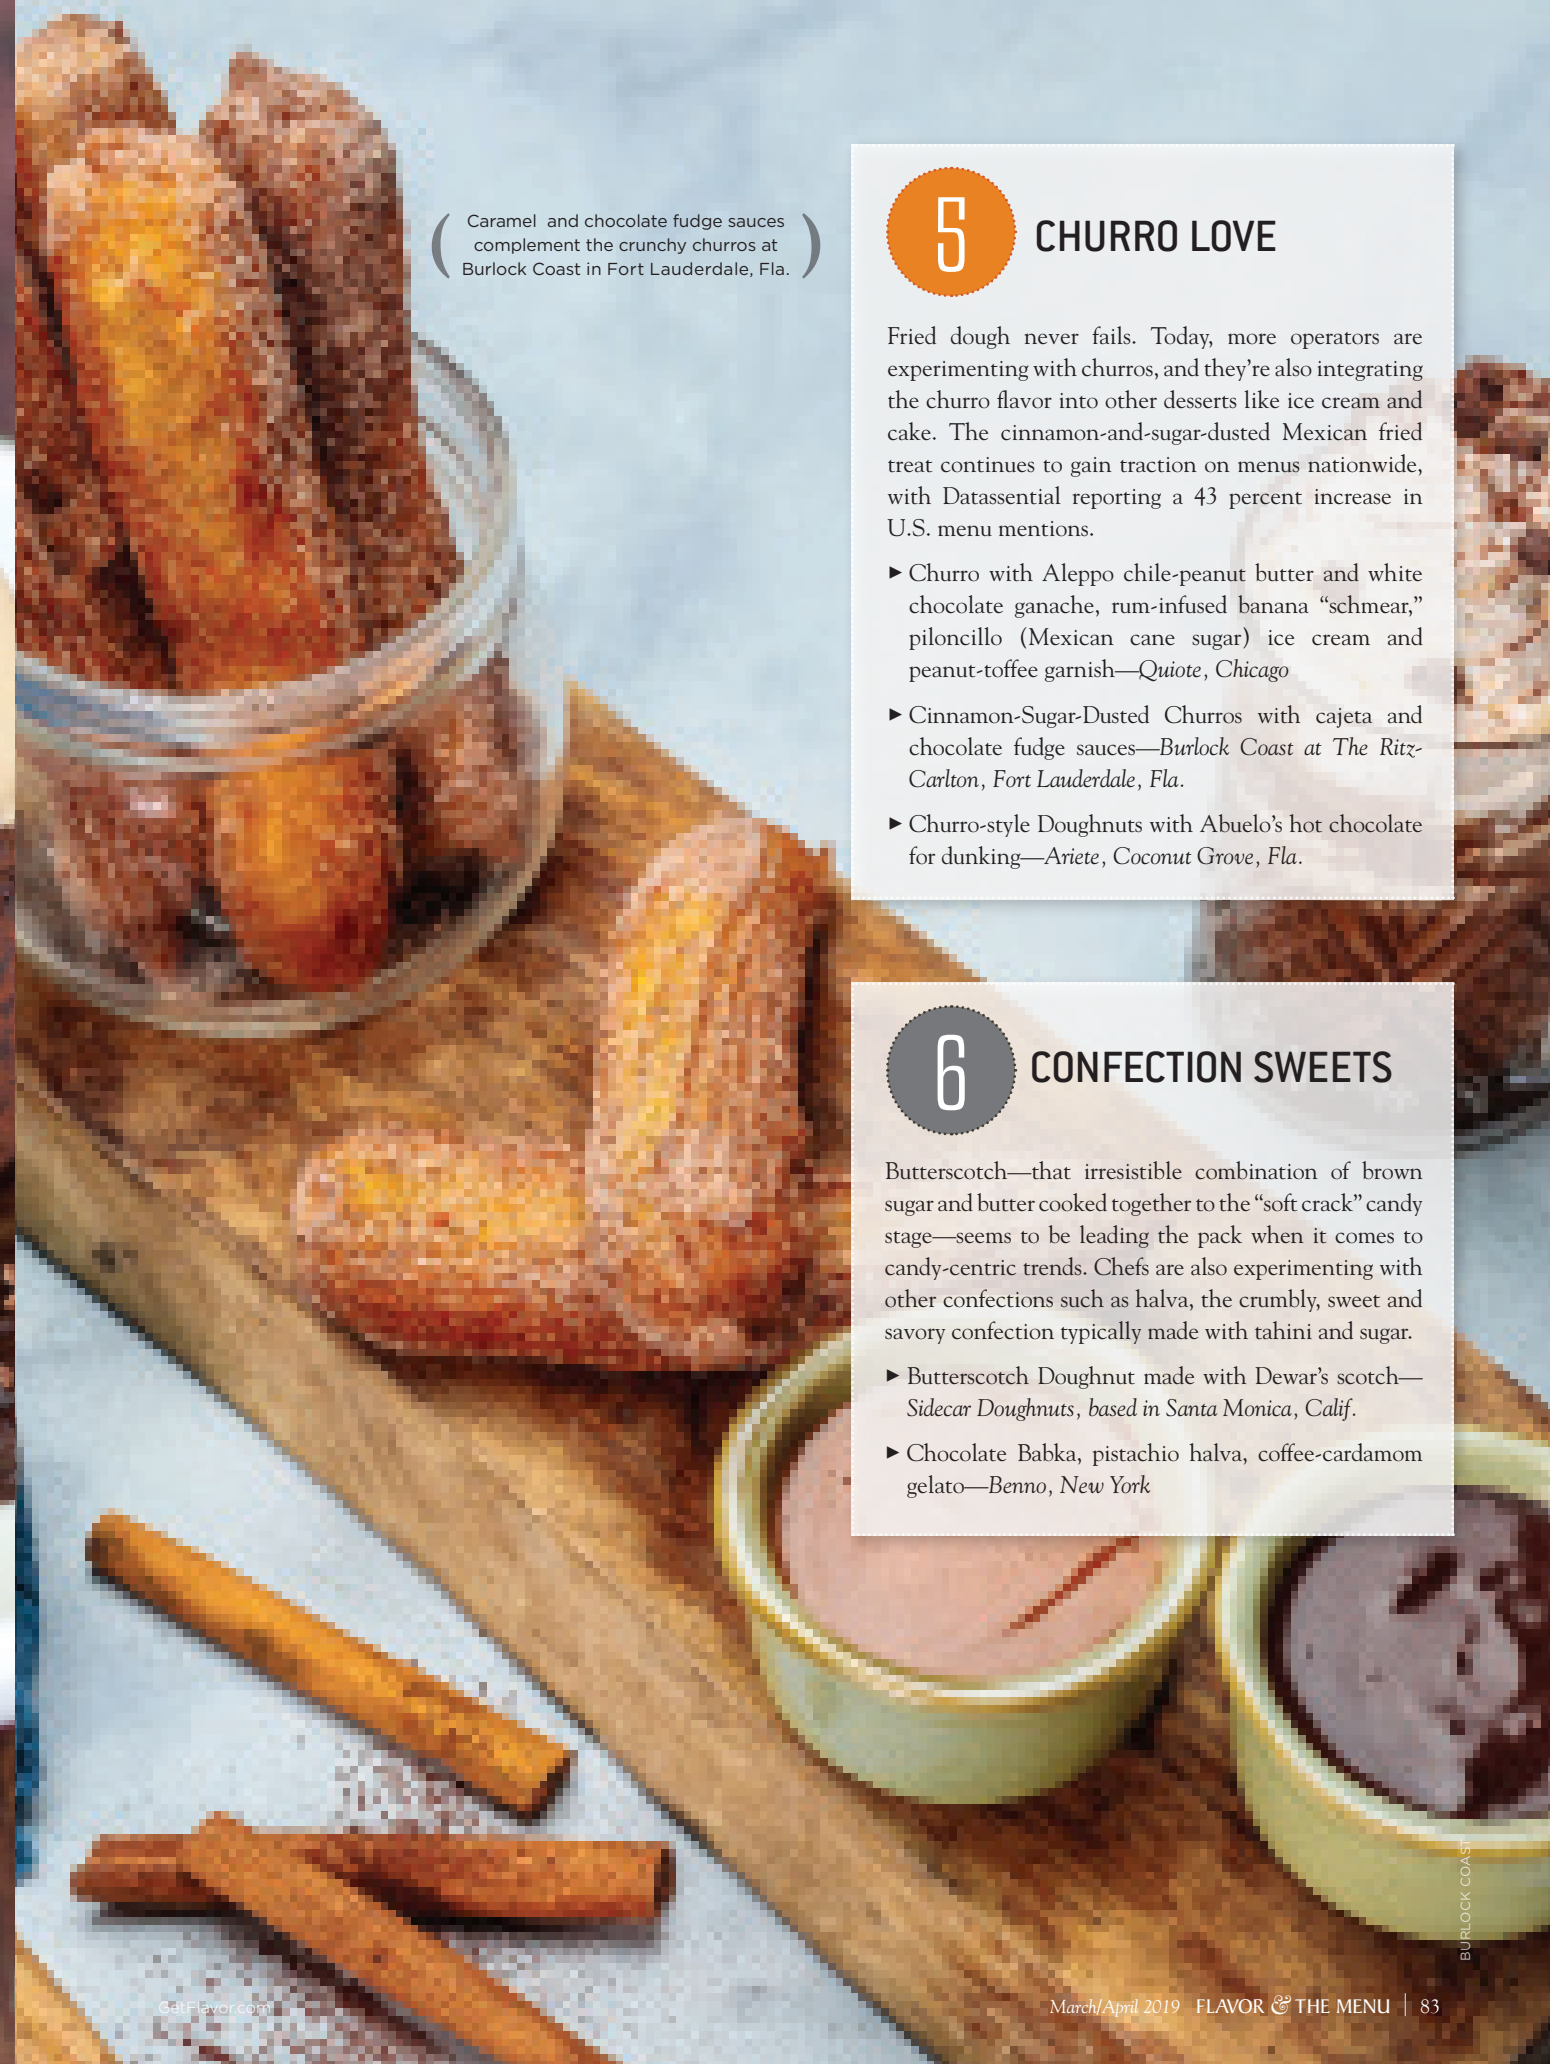 Caramel and chocolate fudge sauces
complement the crunchy churros at
Burlock Coast in Fort Lauderdale, Fla.
5
CHURRO LOVE
Fried dough never fails. Today, more operators are
experimenting with churros, and they’re also integrating
the churro flavor into other desserts like ice cream and
cake. The cinnamon-and-sugar-dusted Mexican fried
treat continues to gain traction on menus nationwide,
with Datassential reporting a 43 percent increase in
U.S. menu mentions.
▶ Churro with Aleppo chile-peanut butter and white
chocolate ganache, rum-infused banana “schmear,”
piloncillo (Mexican cane sugar) ice cream and
peanut-toffee garnish—Quiote, Chicago
▶ Cinnamon-Sugar-Dusted Churros with cajeta and
chocolate fudge sauces—Burlock Coast at The Ritz-
Carlton, Fort Lauderdale, Fla.
▶ Churro-style Doughnuts with Abuelo’s hot chocolate
for dunking—Ariete, Coconut Grove, Fla.
6
CONFECTION SWEETS
Butterscotch—that irresistible combination of brown
sugar and butter cooked together to the “soft crack” candy
stage—seems to be leading the pack when it comes to
candy-centric trends. Chefs are also experimenting with
other confections such as halva, the crumbly, sweet and
savory confection typically made with tahini and sugar.
▶ Butterscotch Doughnut made with Dewar’s scotch—
Sidecar Doughnuts, based in Santa Monica, Calif.
▶ Chocolate Babka, pistachio halva, coffee-cardamom
gelato—Benno, New York
BURLOCK COAST
GetFlavor.com
March/April 2019 FLAVOR & THE MENU | 83